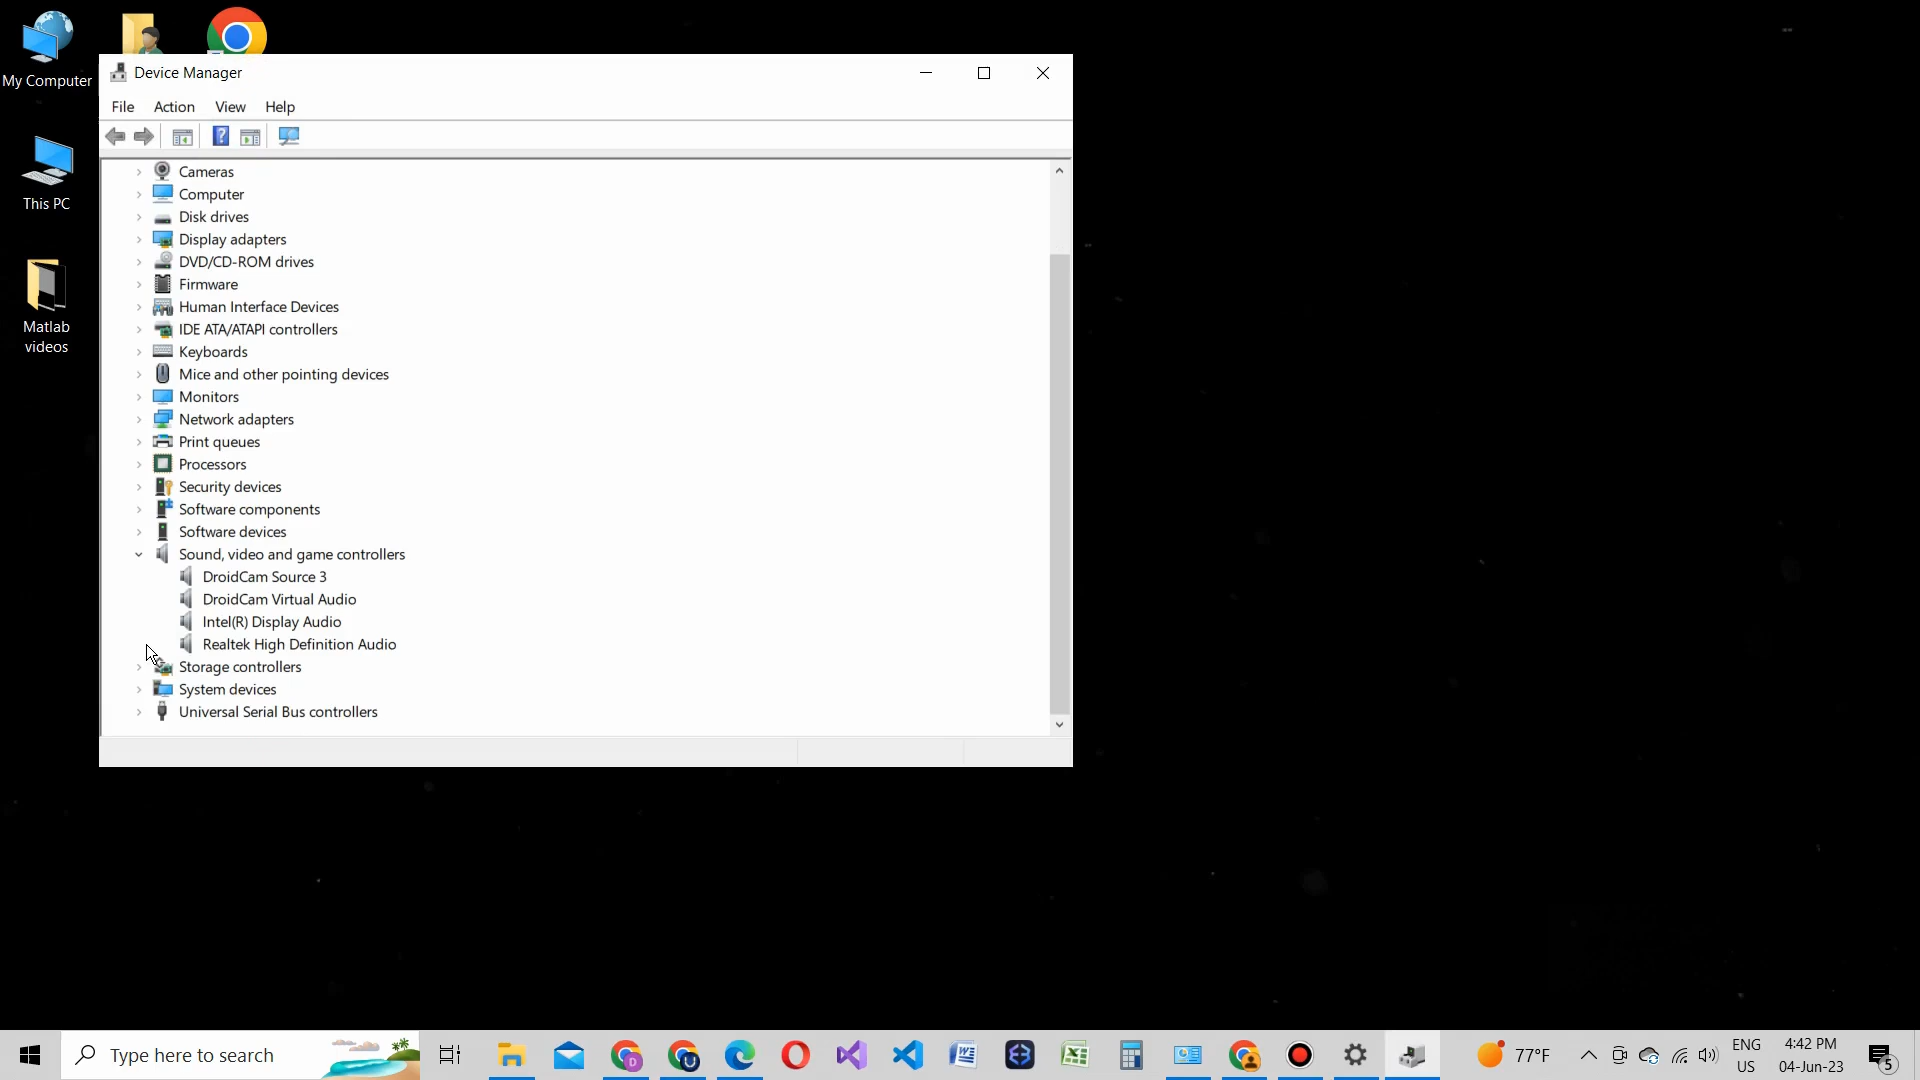 My Computer
This PC
Matlab
videos
Device Manager
File Action View Help
Cameras
Computer
Disk drives
Display adapters
DVD/CD-ROM drives
Firmware
Human Interface Devices
IDE ATA/ATAPI controllers
Keyboards
Mice and other pointing devices
Monitors
Network adapters
Print queues
Processors
Security devices
Software components
Software devices
Sound, video and game controllers
DroidCam Source 3
DroidCam Virtual Audio
Intel(R) Display Audio
Realtek High Definition Audio
Storage controllers
System devices
Universal Serial Bus controllers
Type here to search
77°F
ENG
US
4:42 PM
04-Jun-23
5